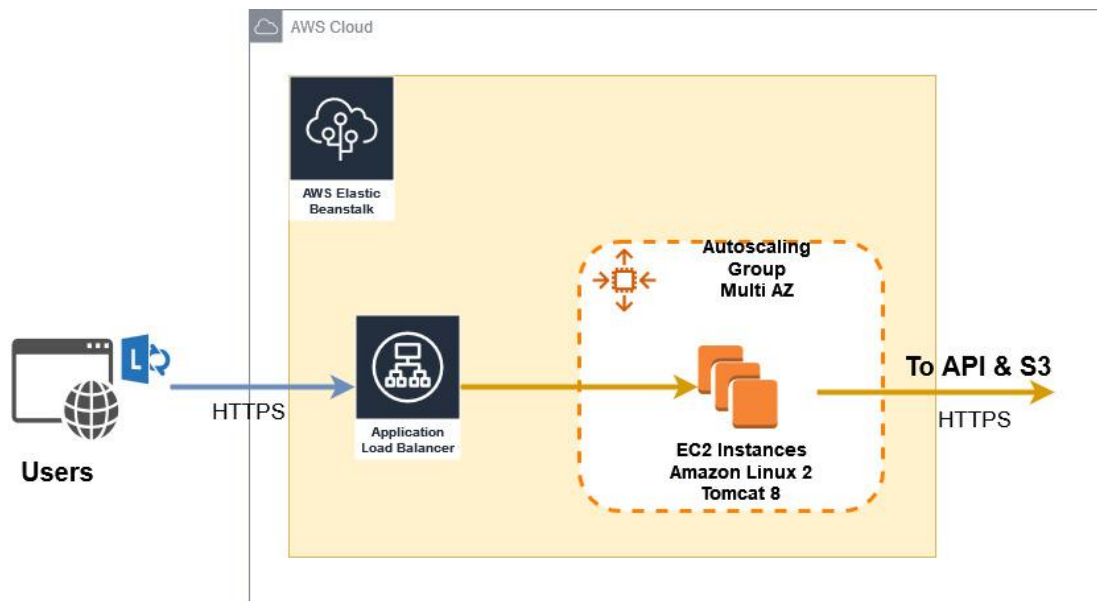 AWS Cloud
AWS Elastic
Beanstalk
Autoscaling
Group
Multi AZ
L
To API & S3
HTTPS
HTTPS
Application
Load Balancer
EC2 Instances
Amazon Linux 2
Tomcat 8
Users